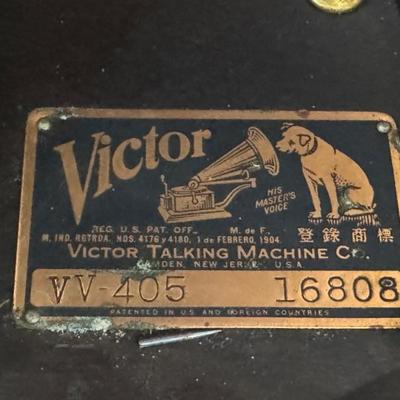 Victor
HIS
MASTER'S
VOICE
REG. U.S. PAT. OFF. M. de F.
M. IND. RGTRDA. NOS. 4176 y 4180. 1 de FEBRERO, 1904. 登錄商標
VICTOR TALKING MACHINE CO.
CAMDEN, NEW JERSEY U.S.A.
VV-405 16808
PATENTED IN U.S. AND FOREIGN COUNTRIES